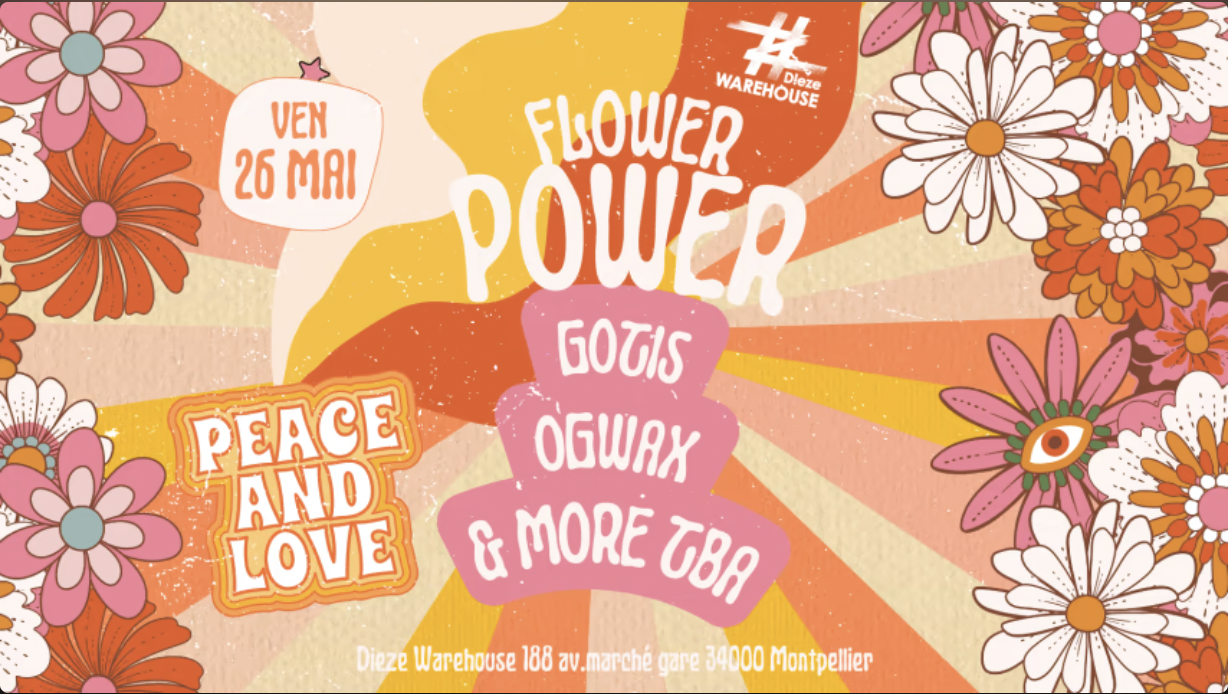 VEN
26 MAI
# Dieze
WAREHOUSE
FLOWER
POWER
GOTIS
OGWAX
& MORE TBA
PEACE
AND
LOVE
Dieze Warehouse 188 av.marché gare 34000 Montpellier